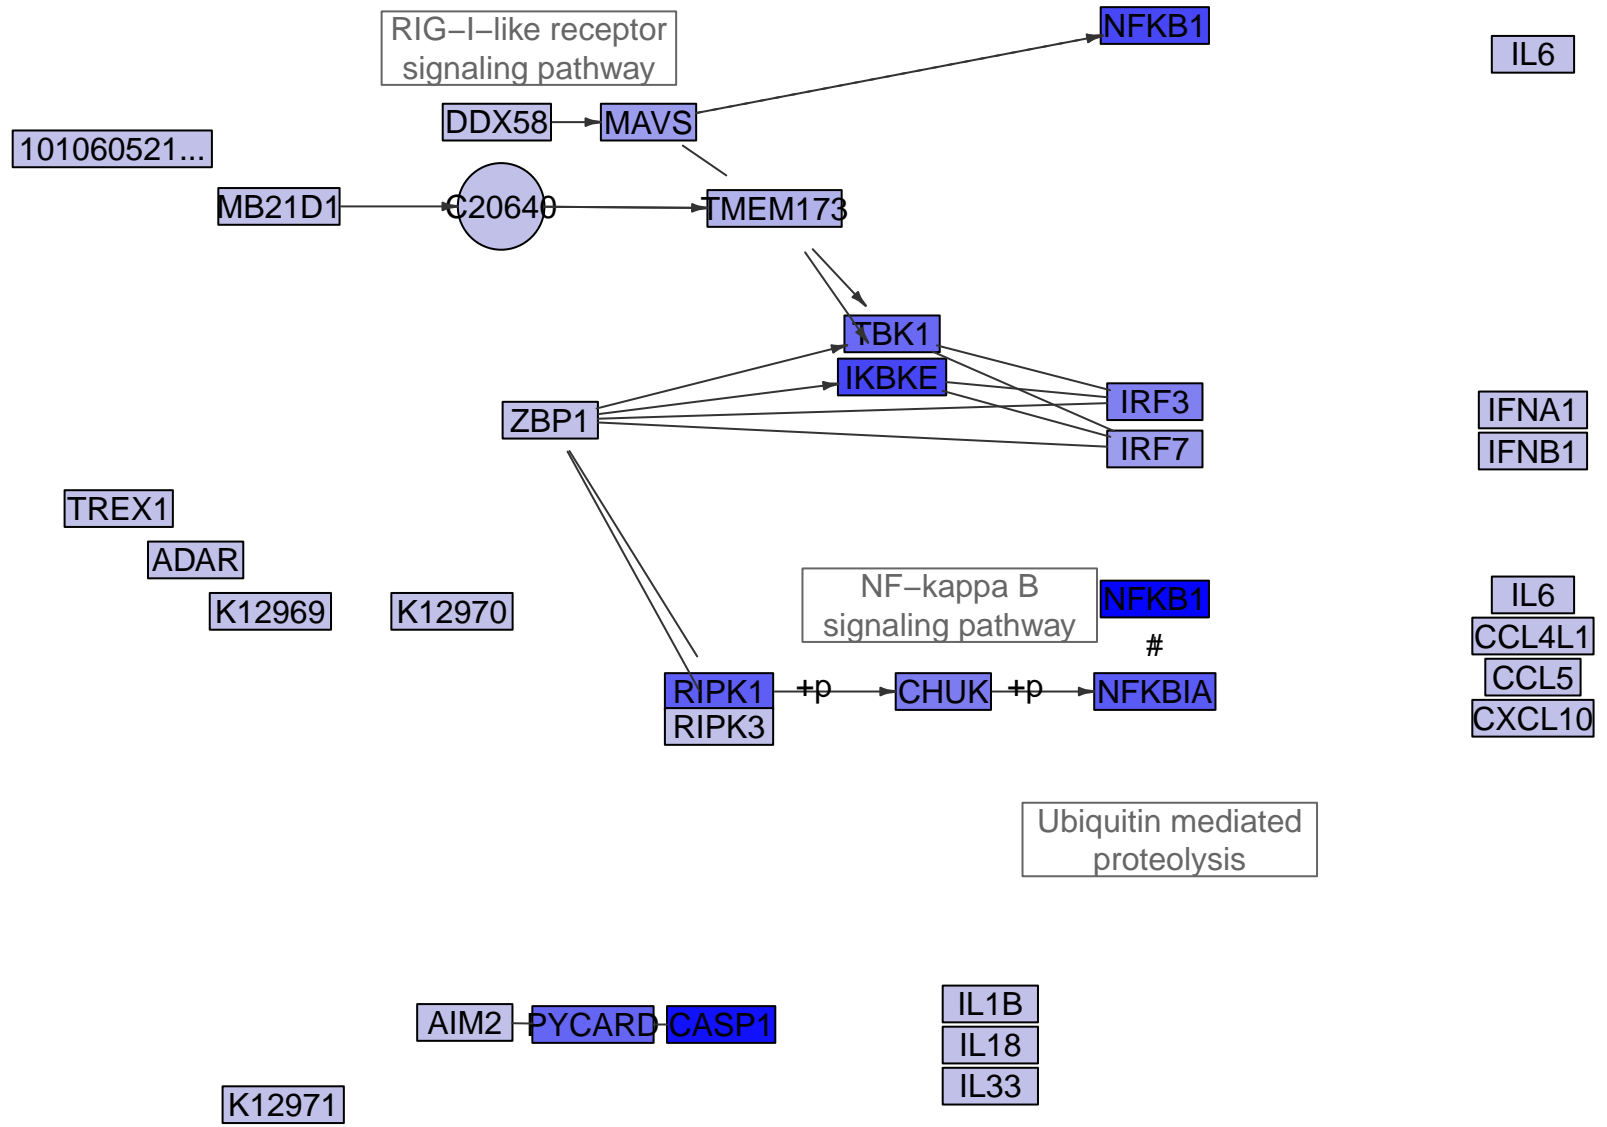 RIG−I−like receptor
signaling pathway
NFKB1
IL6
DDX58
MAVS
101060521...
MB21D1
C20640
TMEM173
TBK1
IKBKE
IRF3
IRF7
ZBP1
IFNA1
IFNB1
TREX1
ADAR
K12969
K12970
NF−kappa B
signaling pathway
NFKB1
#
IL6
CCL4L1
CCL5
CXCL10
RIPK1
+p
CHUK
+p
NFKBIA
RIPK3
Ubiquitin mediated
proteolysis
AIM2
PYCARD
CASP1
IL1B
IL18
IL33
K12971